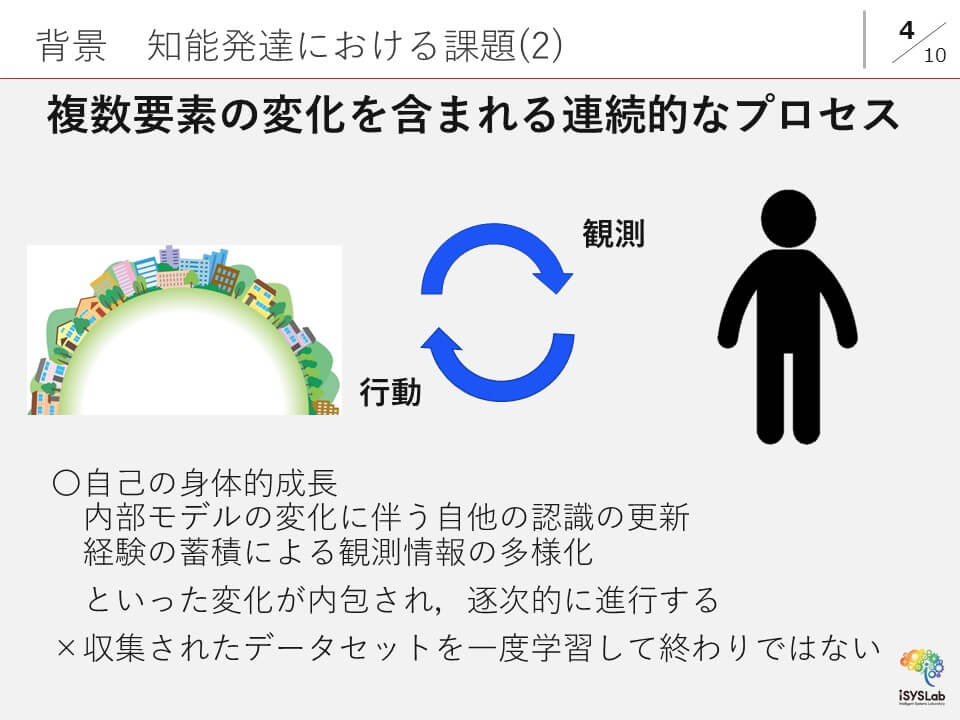 背景　知能発達における課題(2)
4/10
複数要素の変化を含まれる連続的なプロセス
観測
行動
〇自己の身体的成長
内部モデルの変化に伴う自他の認識の更新
経験の蓄積による観測情報の多様化
といった変化が内包され，逐次的に進行する
×収集されたデータセットを一度学習して終わりではない
iSYSLab
Intelligent Systems Laboratory